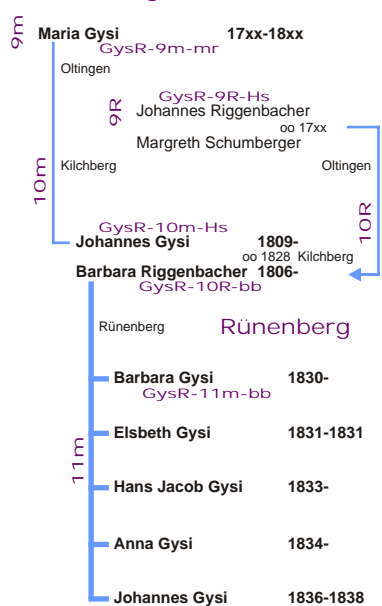 9m
Maria Gysi 17xx-18xx
GysR-9m-mr
Oltingen
GysR-9R-Hs
9R
Johannes Riggenbacher
oo 17xx
Margreth Schumberger
10m
Kilchberg
Oltingen
10R
GysR-10m-Hs
Johannes Gysi 1809-
oo 1828 Kilchberg
Barbara Riggenbacher 1806-
GysR-10R-bb
Rünenberg
Rünenberg
Barbara Gysi 1830-
GysR-11m-bb
Elsbeth Gysi 1831-1831
11m
Hans Jacob Gysi 1833-
Anna Gysi 1834-
Johannes Gysi 1836-1838